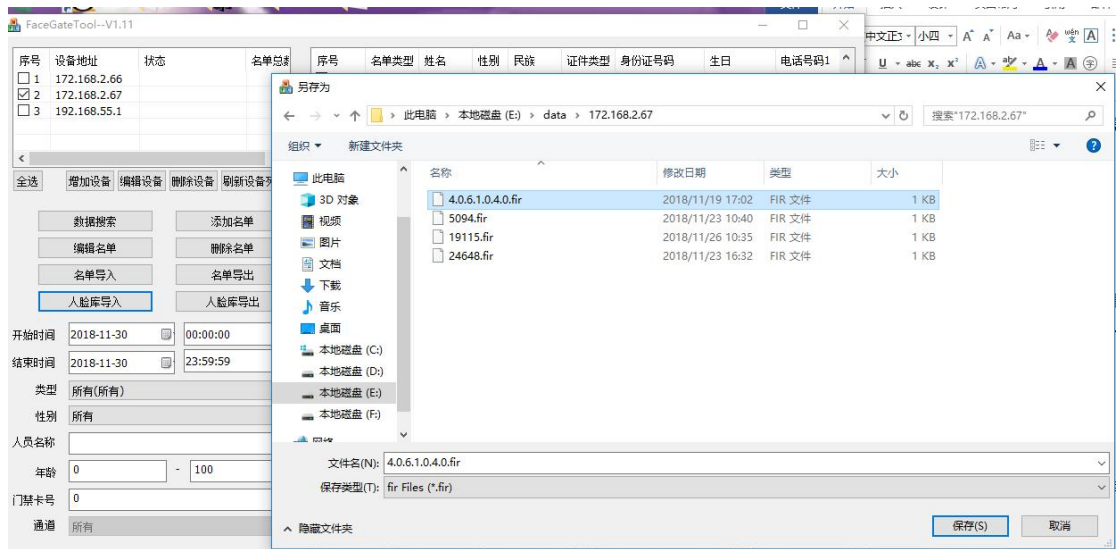 FaceGateTool--V1.11
序号 设备地址 状态 名单总数
1 172.168.2.66
2 172.168.2.67
3 192.168.55.1
序号 名单类型 姓名 性别 民族 证件类型 身份证号码 生日 电话号码1
中文正 小四 A A Aa wén 文 A
U abc X₂ X² A aby A A 字
全选 增加设备 编辑设备 删除设备 刷新设备
数据搜索 添加名单
编辑名单 删除名单
名单导入 名单导出
人脸库导入 人脸库导出
开始时间 2018-11-30 00:00:00
结束时间 2018-11-30 23:59:59
类型 所有(所有)
性别 所有
人员名称
年龄 0 - 100
门禁卡号 0
通道 所有
另存为
此电脑 › 本地磁盘 (E:) › data › 172.168.2.67
搜索"172.168.2.67"
组织 新建文件夹
此电脑
3D 对象
视频
图片
文档
下载
音乐
桌面
本地磁盘 (C:)
本地磁盘 (D:)
本地磁盘 (E:)
本地磁盘 (F:)
名称 修改日期 类型 大小
4.0.6.1.0.4.0.fir 2018/11/19 17:02 FIR 文件 1 KB
5094.fir 2018/11/23 10:40 FIR 文件 1 KB
19115.fir 2018/11/26 10:35 FIR 文件 1 KB
24648.fir 2018/11/23 16:32 FIR 文件 1 KB
文件名(N): 4.0.6.1.0.4.0.fir
保存类型(T): fir Files (*.fir)
隐藏文件夹
保存(S) 取消